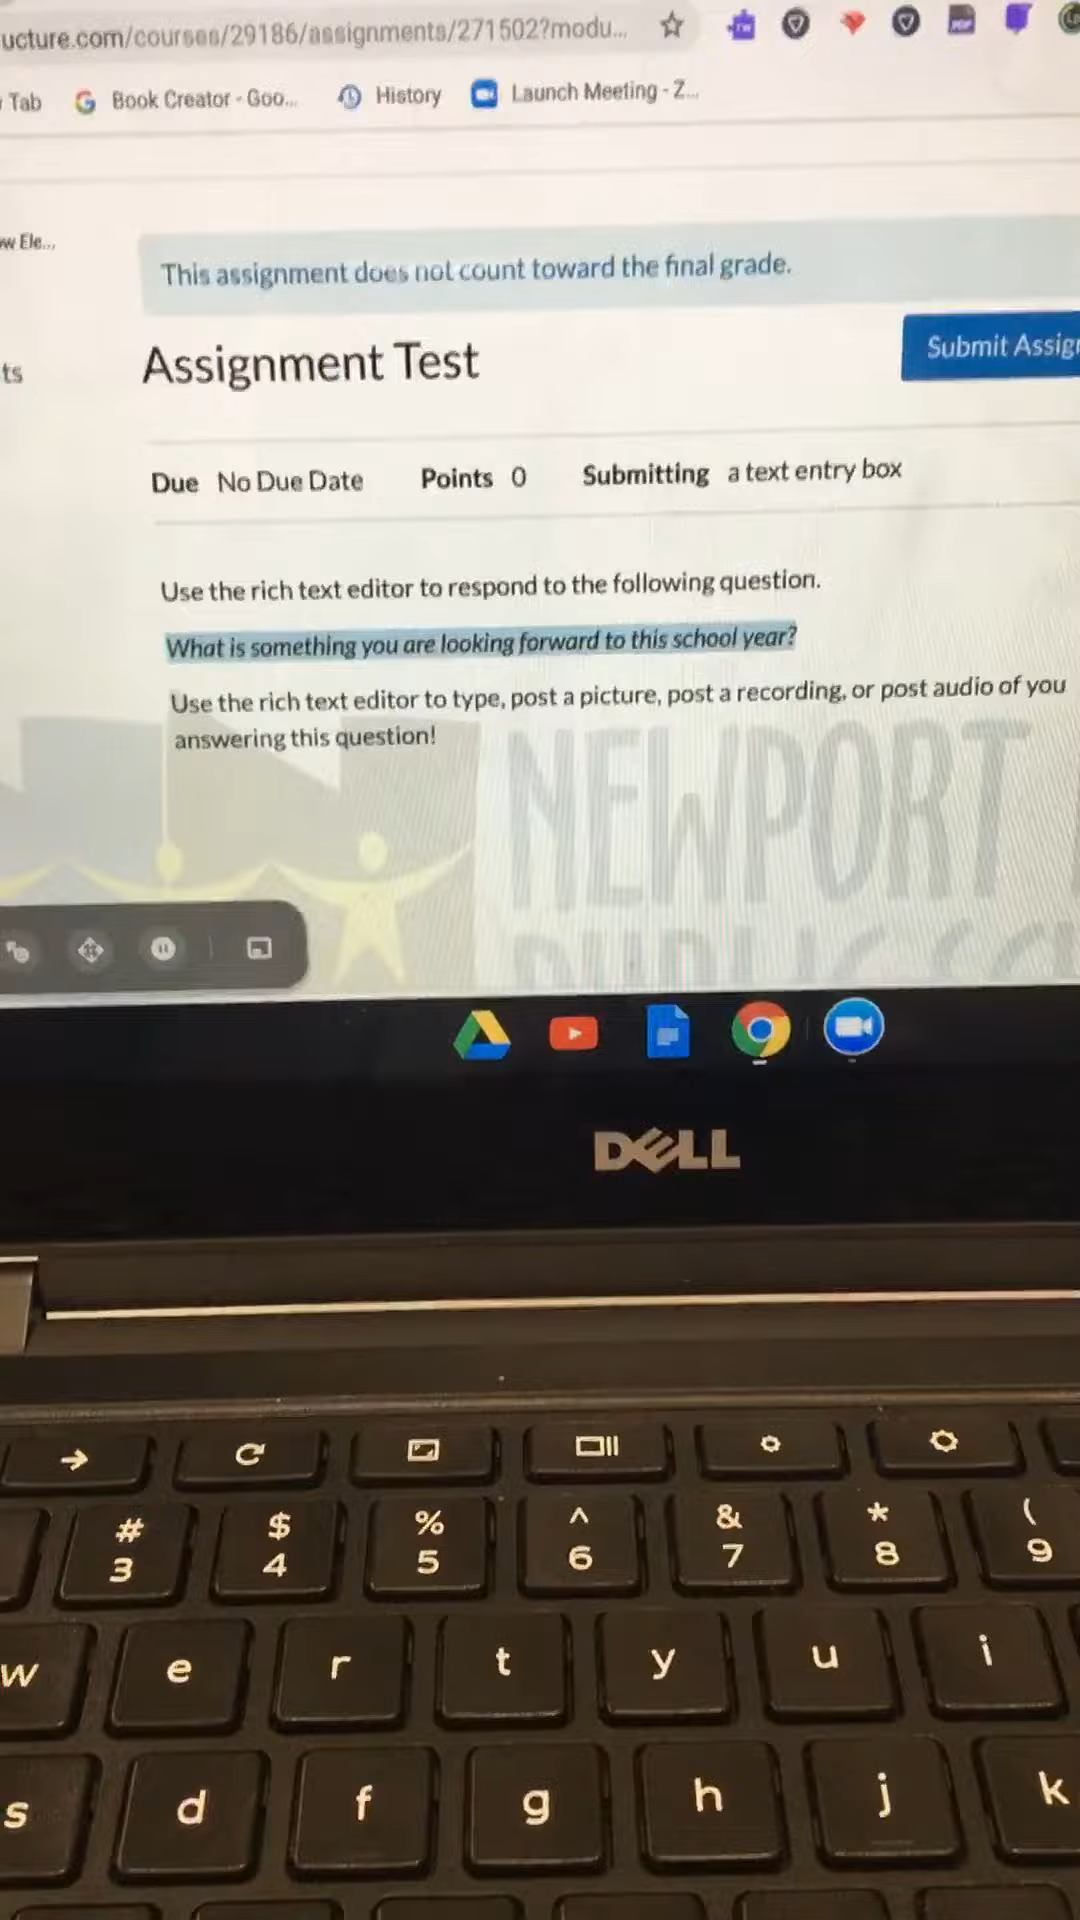 ucture.com/courses/29186/assignments/271502?modu...
Tab
Book Creator - Goo...
History
Launch Meeting - Z...
w Ele...
This assignment does not count toward the final grade.
ts
Assignment Test
Submit Assig
Due No Due Date Points 0 Submitting a text entry box
Use the rich text editor to respond to the following question.
What is something you are looking forward to this school year?
Use the rich text editor to type, post a picture, post a recording, or post audio of you
answering this question!
NEWPORT
DELL
# $ % ^ & * (
3 4 5 6 7 8 9
w e r t y u i
s d f g h j k